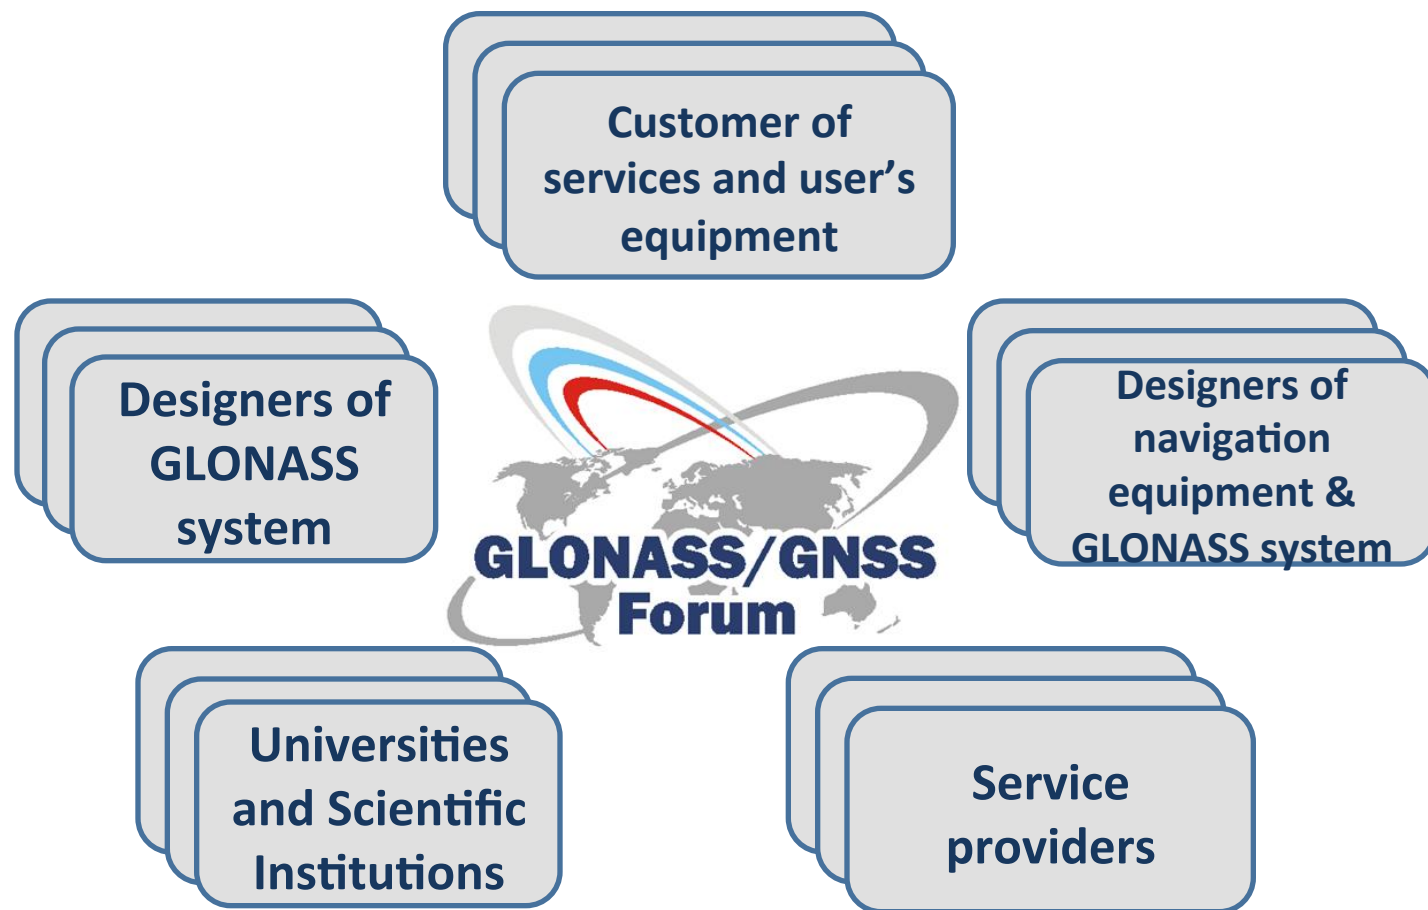 Customer of
services and user’s
equipment
Designers of
GLONASS
system
Designers of
navigation
equipment &
GLONASS system
GLONASS/GNSS
Forum
Universities
and Scientific
Institutions
Service
providers